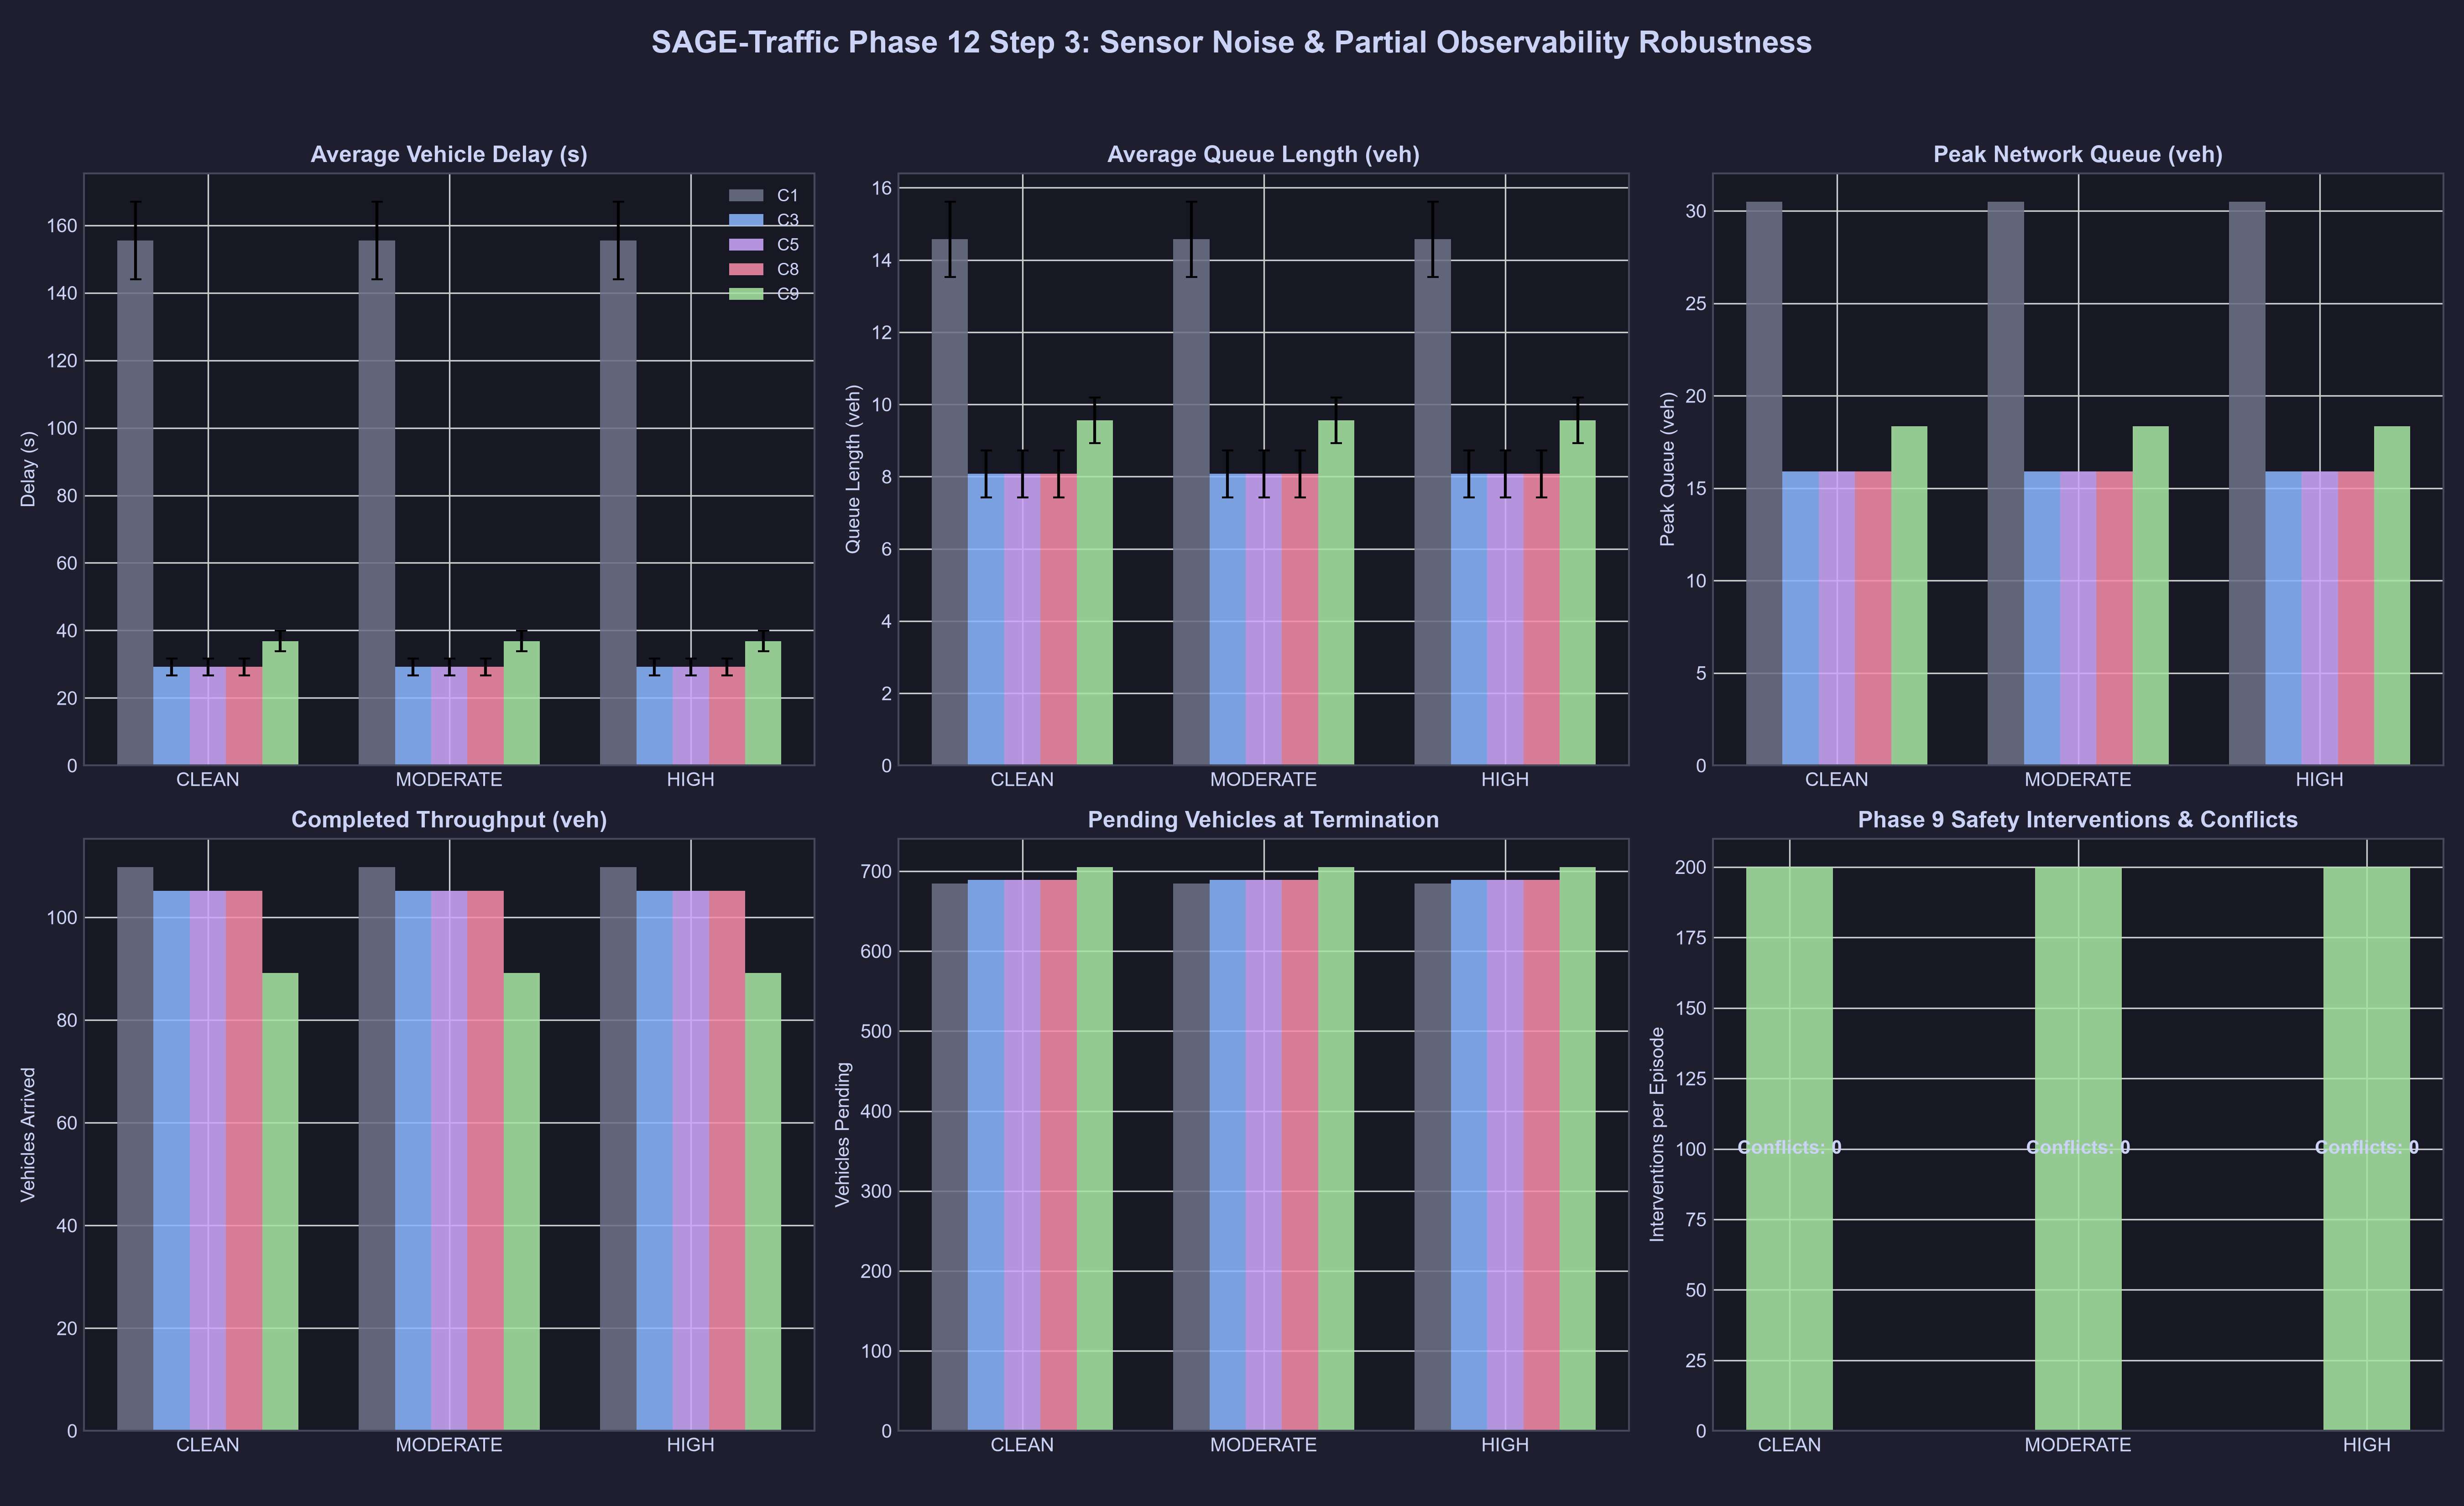 SAGE-Traffic Phase 12 Step 3: Sensor Noise & Partial Observability Robustness
Average Vehicle Delay (s)
Delay (s)
160
140
120
100
80
60
40
20
0
CLEAN
MODERATE
HIGH
C1
C3
C5
C8
C9
Average Queue Length (veh)
Queue Length (veh)
16
14
12
10
8
6
4
2
0
CLEAN
MODERATE
HIGH
Peak Network Queue (veh)
Peak Queue (veh)
30
25
20
15
10
5
0
CLEAN
MODERATE
HIGH
Completed Throughput (veh)
Vehicles Arrived
100
80
60
40
20
0
CLEAN
MODERATE
HIGH
Pending Vehicles at Termination
Vehicles Pending
700
600
500
400
300
200
100
0
CLEAN
MODERATE
HIGH
Phase 9 Safety Interventions & Conflicts
Interventions per Episode
200
175
150
125
100
75
50
25
0
Conflicts: 0
Conflicts: 0
Conflicts: 0
CLEAN
MODERATE
HIGH